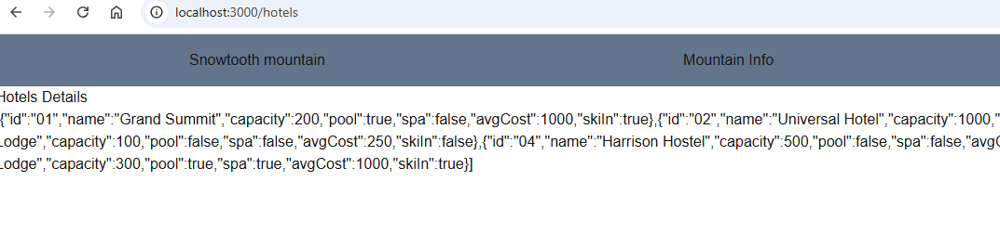 localhost:3000/hotels
Snowtooth mountain Mountain Info
Hotels Details
{"id":"01","name":"Grand Summit","capacity":200,"pool":true,"spa":false,"avgCost":1000,"skiIn":true},{"id":"02","name":"Universal Hotel","capacity":1000,"
Lodge","capacity":100,"pool":false,"spa":false,"avgCost":250,"skiIn":false},{"id":"04","name":"Harrison Hostel","capacity":500,"pool":false,"spa":false,"avgC
Lodge","capacity":300,"pool":true,"spa":true,"avgCost":1000,"skiIn":true}]